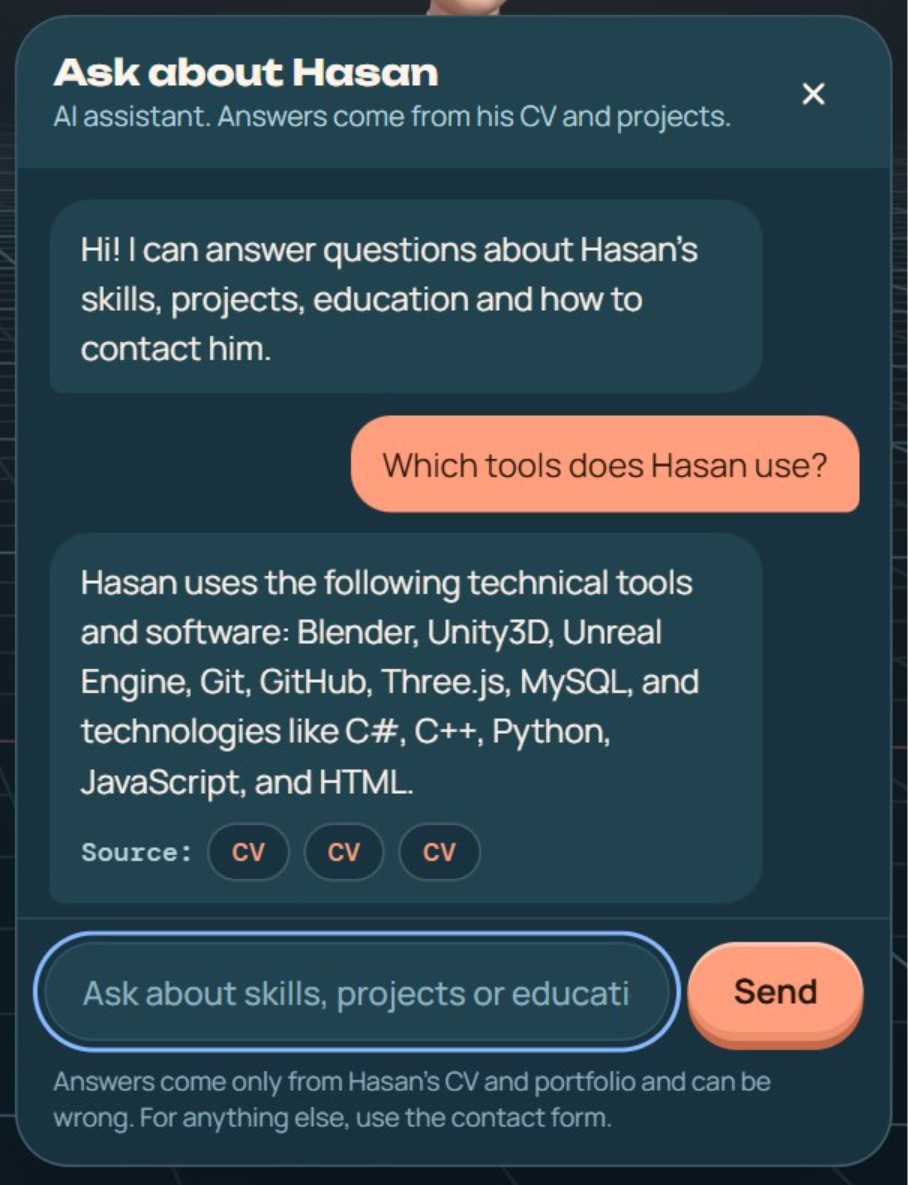 Ask about Hasan
AI assistant. Answers come from his CV and projects.
×
Hi! I can answer questions about Hasan's
skills, projects, education and how to
contact him.
Which tools does Hasan use?
Hasan uses the following technical tools
and software: Blender, Unity3D, Unreal
Engine, Git, GitHub, Three.js, MySQL, and
technologies like C#, C++, Python,
JavaScript, and HTML.
Source: CV CV CV
Ask about skills, projects or educati
Send
Answers come only from Hasan's CV and portfolio and can be
wrong. For anything else, use the contact form.